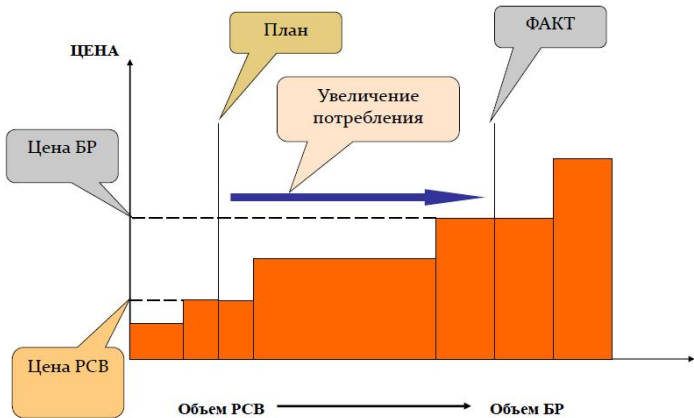 План
ФАКТ
ЦЕНА
Увеличение
потребления
Цена БР
Цена РСВ
Объем РСВ
Объем БР